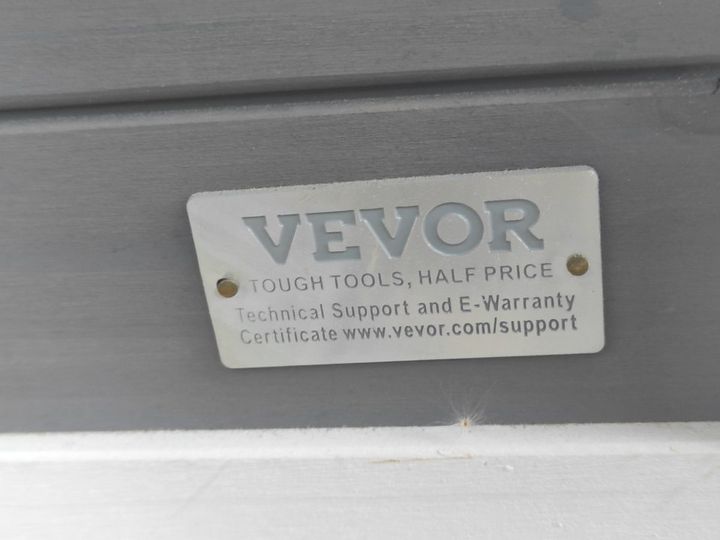 VEVOR
TOUGH TOOLS, HALF PRICE
Technical Support and E-Warranty
Certificate www.vevor.com/support